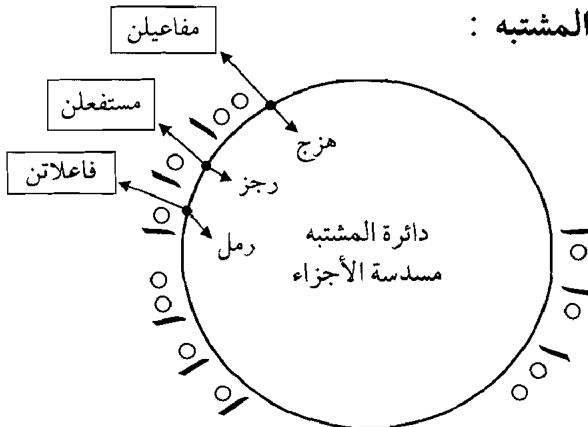 المشتبه :
مفاعيلن
هزج
مستفعلن
رجز
فاعلاتن
رمل
دائرة المشتبه
مسدسة الأجزاء